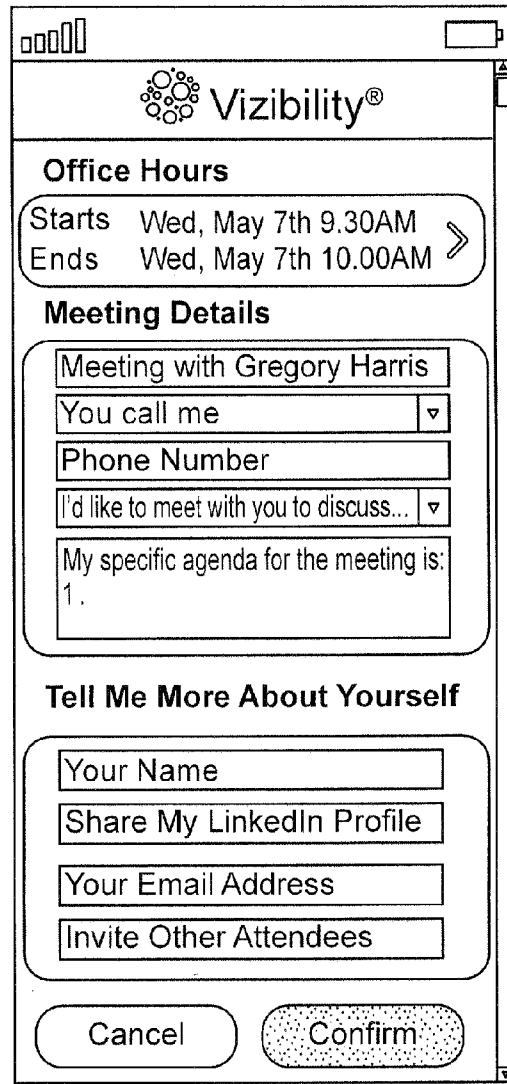 Vizibility®
Office Hours
Starts Wed, May 7th 9.30AM
Ends Wed, May 7th 10.00AM
Meeting Details
Meeting with Gregory Harris
You call me
Phone Number
I'd like to meet with you to discuss...
My specific agenda for the meeting is:
1 .
Tell Me More About Yourself
Your Name
Share My LinkedIn Profile
Your Email Address
Invite Other Attendees
Cancel Confirm